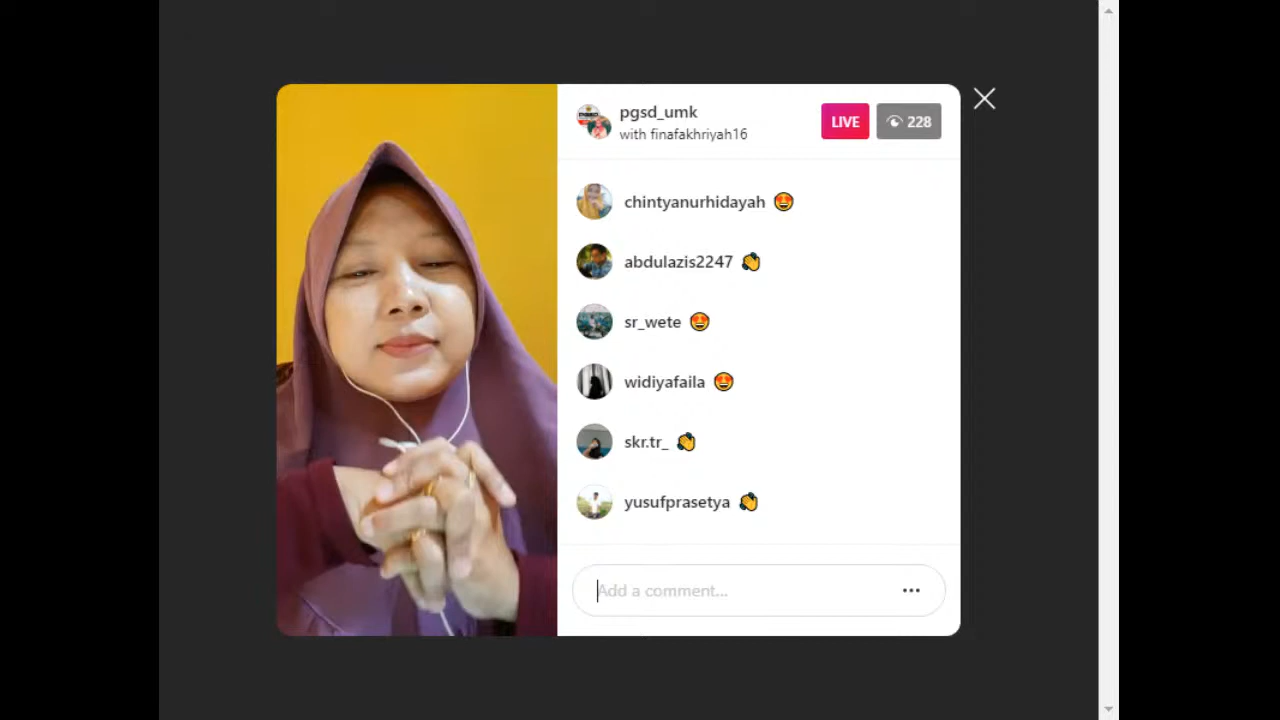 pgsd_umk
with finafakhriyah16
LIVE
228
chintyanurhidayah 🤩
abdulazis2247 👏
sr_wete 🤩
widiyafaila 🤩
skr.tr_ 👏
yusufprasetya 👏
Add a comment...